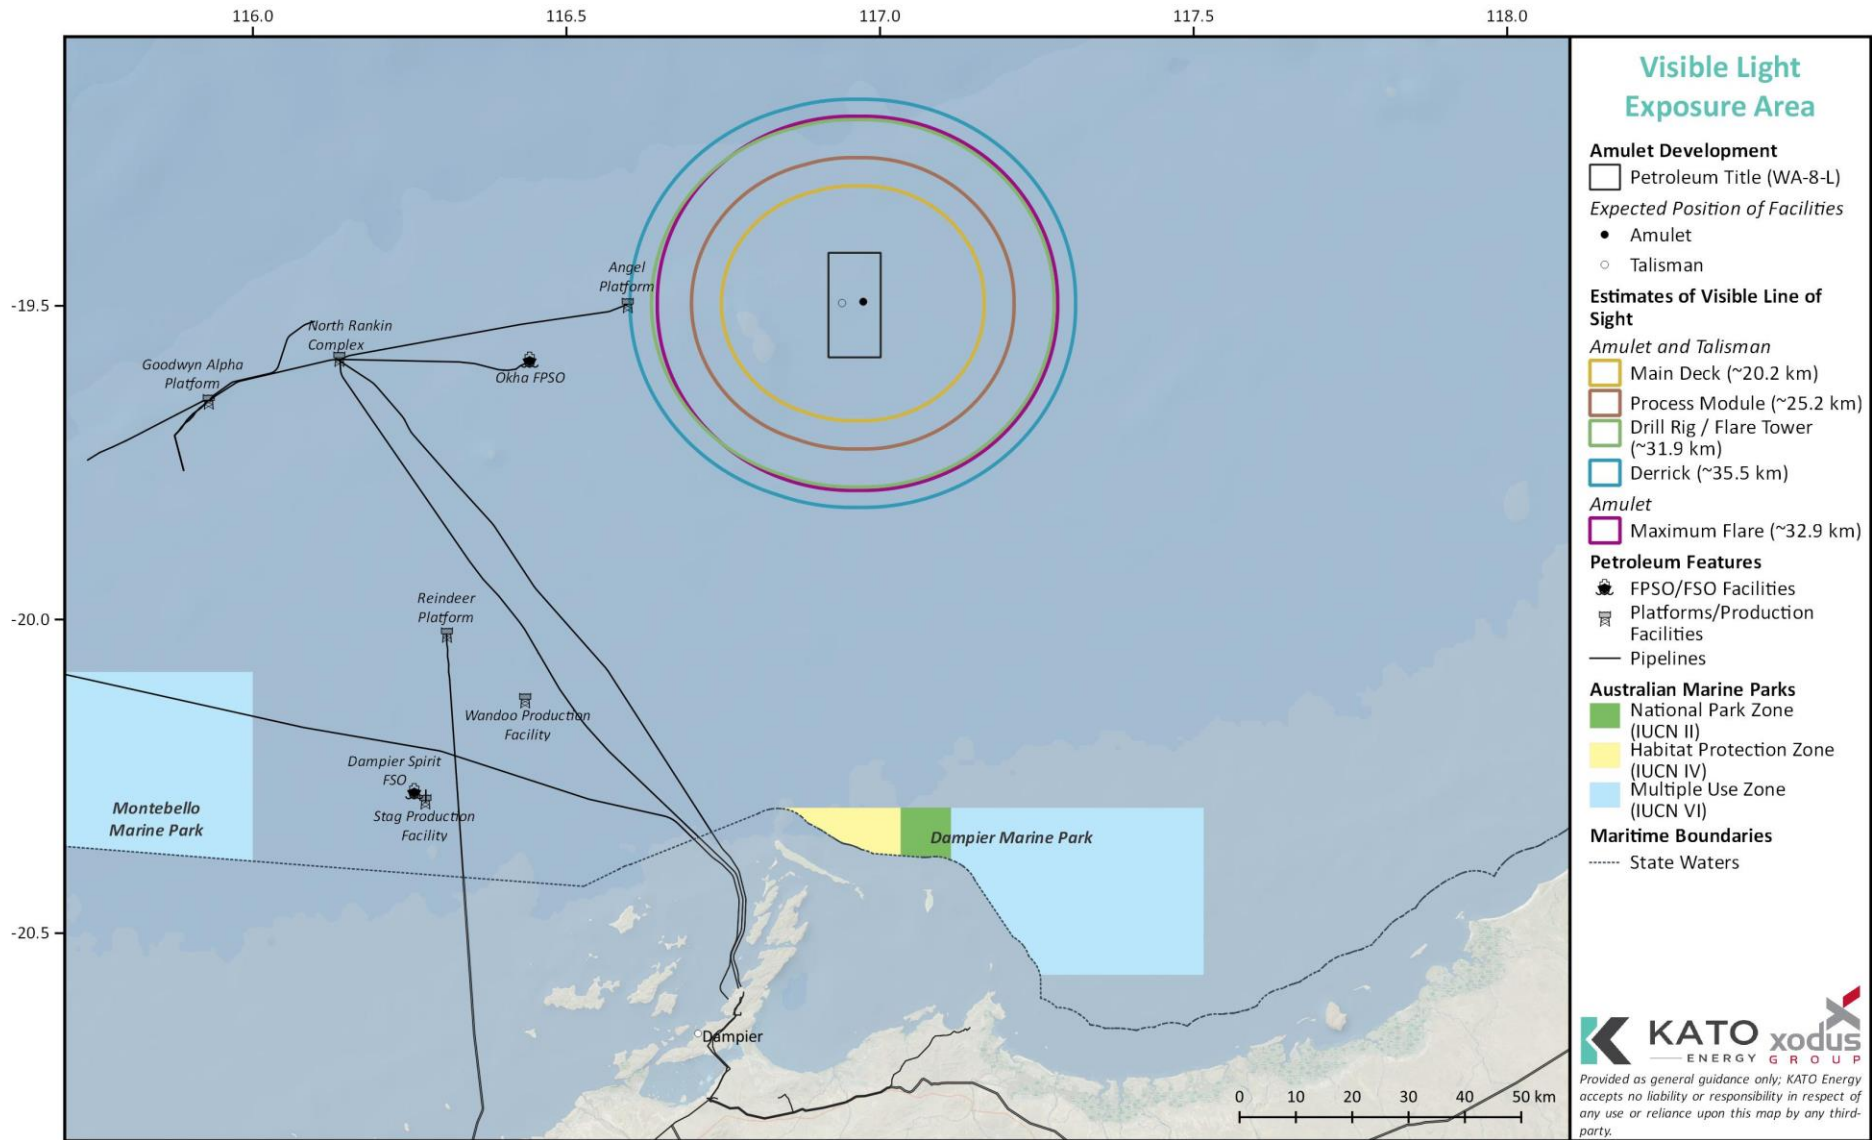 116.0
116.5
117.0
117.5
118.0
-19.5
-20.0
-20.5
Angel
Platform
North Rankin
Complex
Goodwyn Alpha
Platform
Okha FPSO
Reindeer
Platform
Wandoo Production
Facility
Dampier Spirit
FSO
Stag Production
Facility
Montebello
Marine Park
Dampier Marine Park
Dampier
0 10 20 30 40 50 km
Visible Light
Exposure Area
Amulet Development
Petroleum Title (WA-8-L)
Expected Position of Facilities
Amulet
Talisman
Estimates of Visible Line of
Sight
Amulet and Talisman
Main Deck (~20.2 km)
Process Module (~25.2 km)
Drill Rig / Flare Tower
(~31.9 km)
Derrick (~35.5 km)
Amulet
Maximum Flare (~32.9 km)
Petroleum Features
FPSO/FSO Facilities
Platforms/Production
Facilities
Pipelines
Australian Marine Parks
National Park Zone
(IUCN II)
Habitat Protection Zone
(IUCN IV)
Multiple Use Zone
(IUCN VI)
Maritime Boundaries
State Waters
KATO
ENERGY
xodus
GROUP
Provided as general guidance only; KATO Energy
accepts no liability or responsibility in respect of
any use or reliance upon this map by any third-
party.